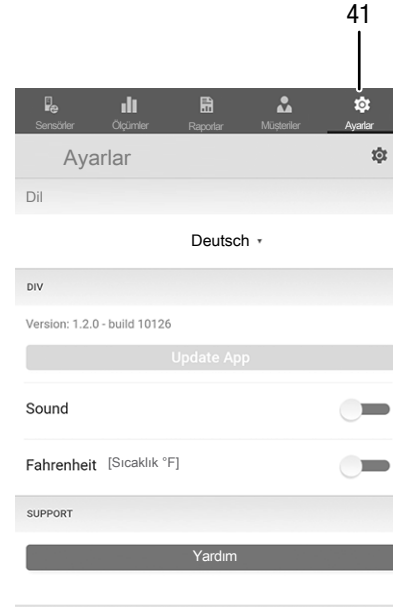 41
Sensörler Ölçümler Raporlar Müşteriler Ayarlar
Ayarlar
Dil
Deutsch
DIV
Version: 1.2.0 - build 10126
Update App
Sound
Fahrenheit [Sıcaklık °F]
SUPPORT
Yardım